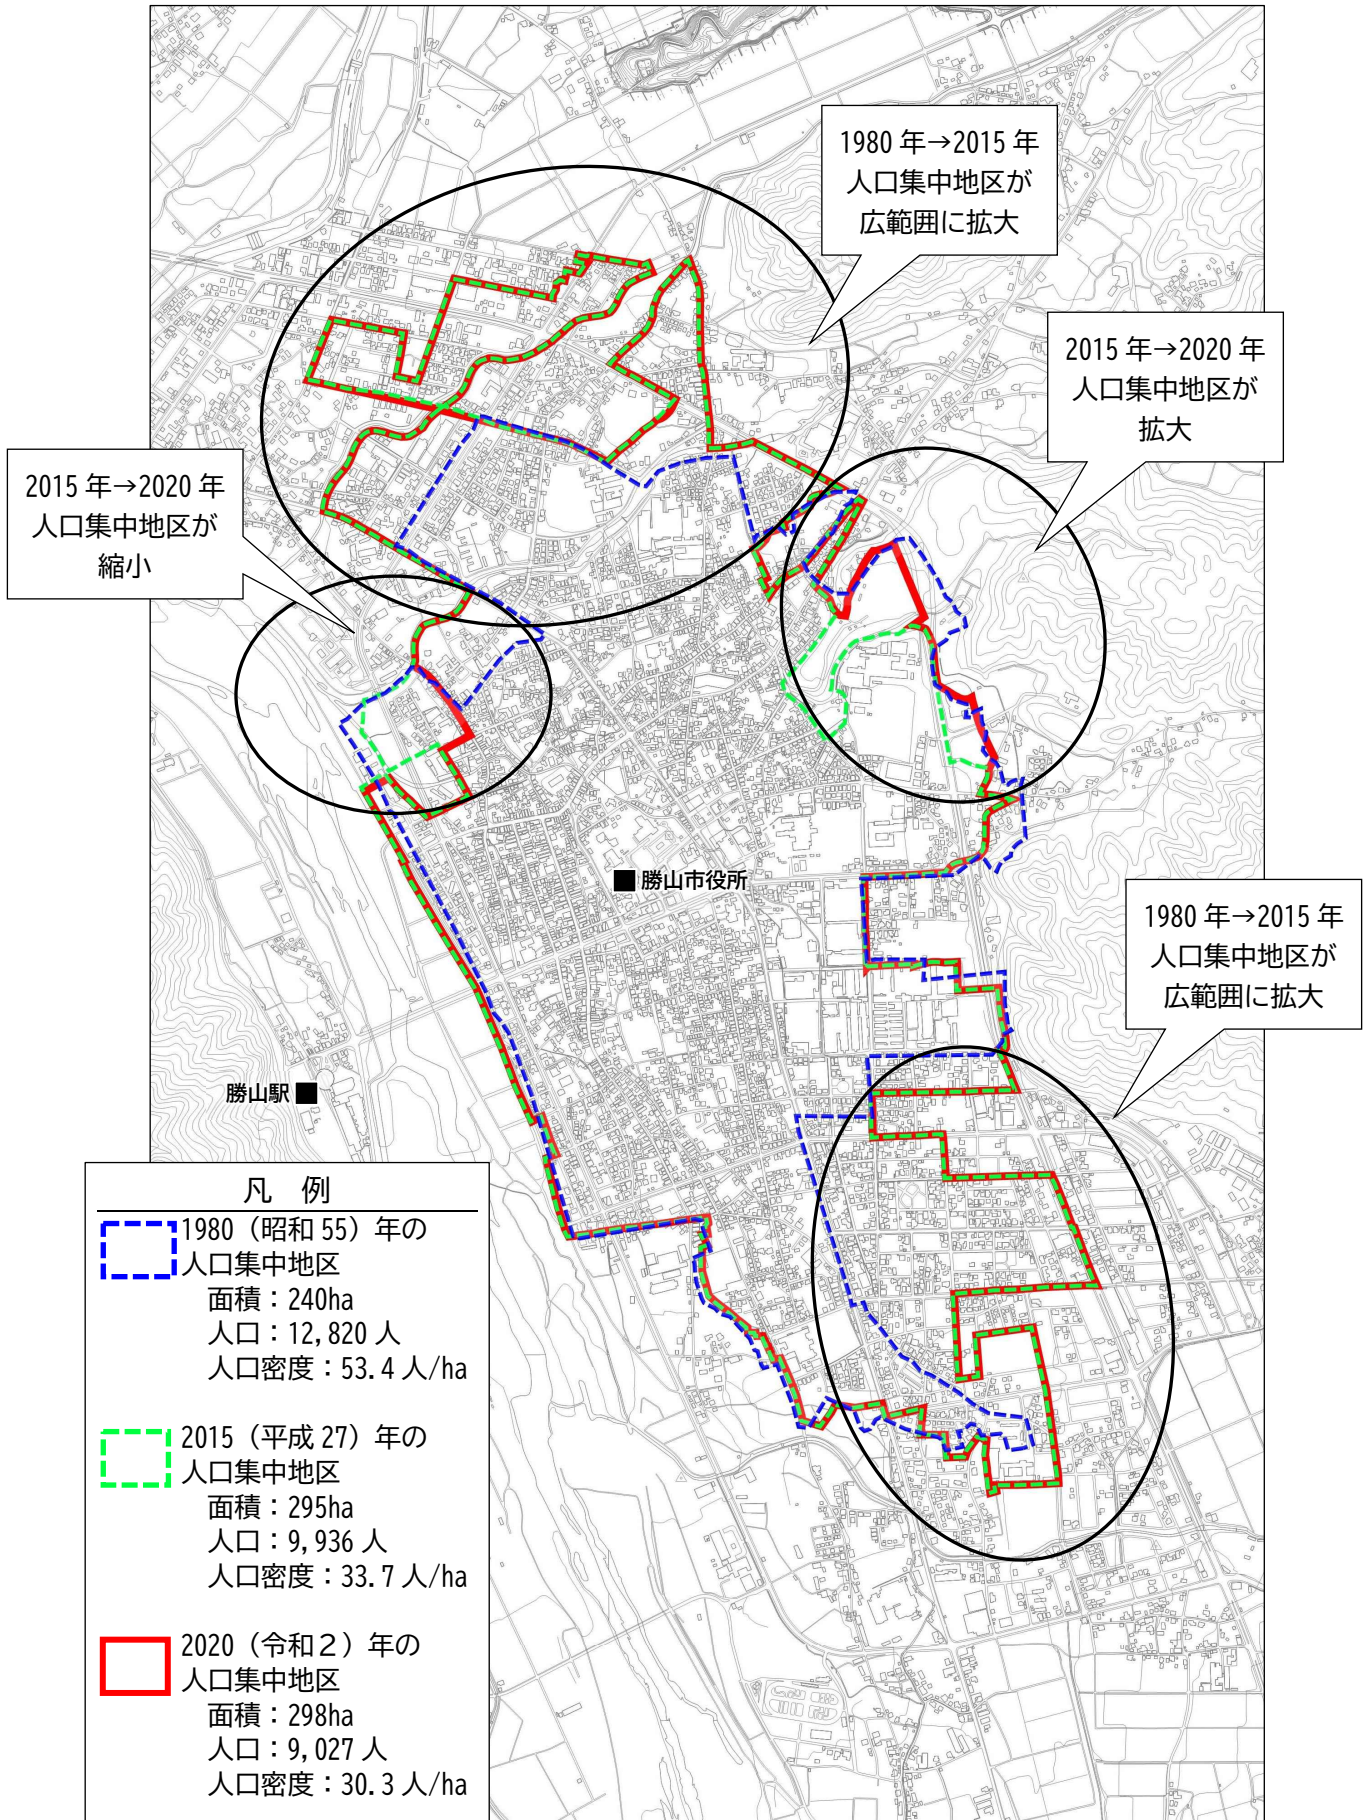 1980 年→2015 年
人口集中地区が
広範囲に拡大
2015 年→2020 年
人口集中地区が
拡大
2015 年→2020 年
人口集中地区が
縮小
勝山市役所
1980 年→2015 年
人口集中地区が
広範囲に拡大
勝山駅
凡 例
1980（昭和 55）年の
人口集中地区
面積：240ha
人口：12,820 人
人口密度：53.4 人/ha
2015（平成 27）年の
人口集中地区
面積：295ha
人口：9,936 人
人口密度：33.7 人/ha
2020（令和２）年の
人口集中地区
面積：298ha
人口：9,027 人
人口密度：30.3 人/ha